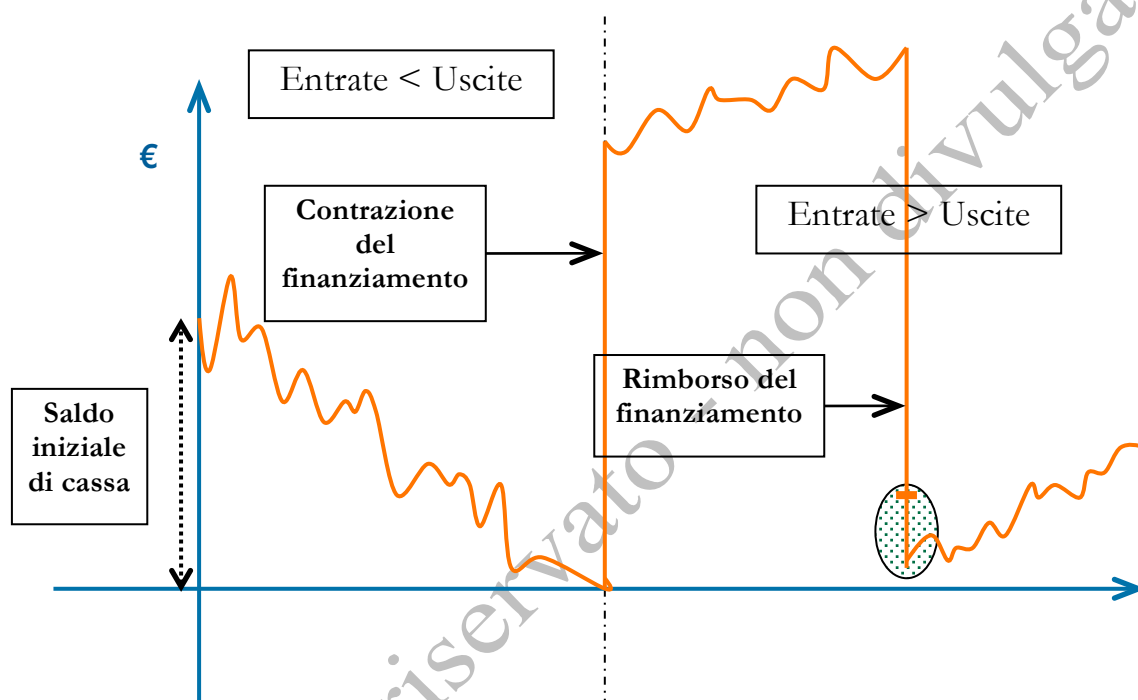 Entrate < Uscite
€
Contrazione
del
finanziamento
Entrate > Uscite
Rimborso del
finanziamento
Saldo
iniziale
di cassa
riservato - non divulga